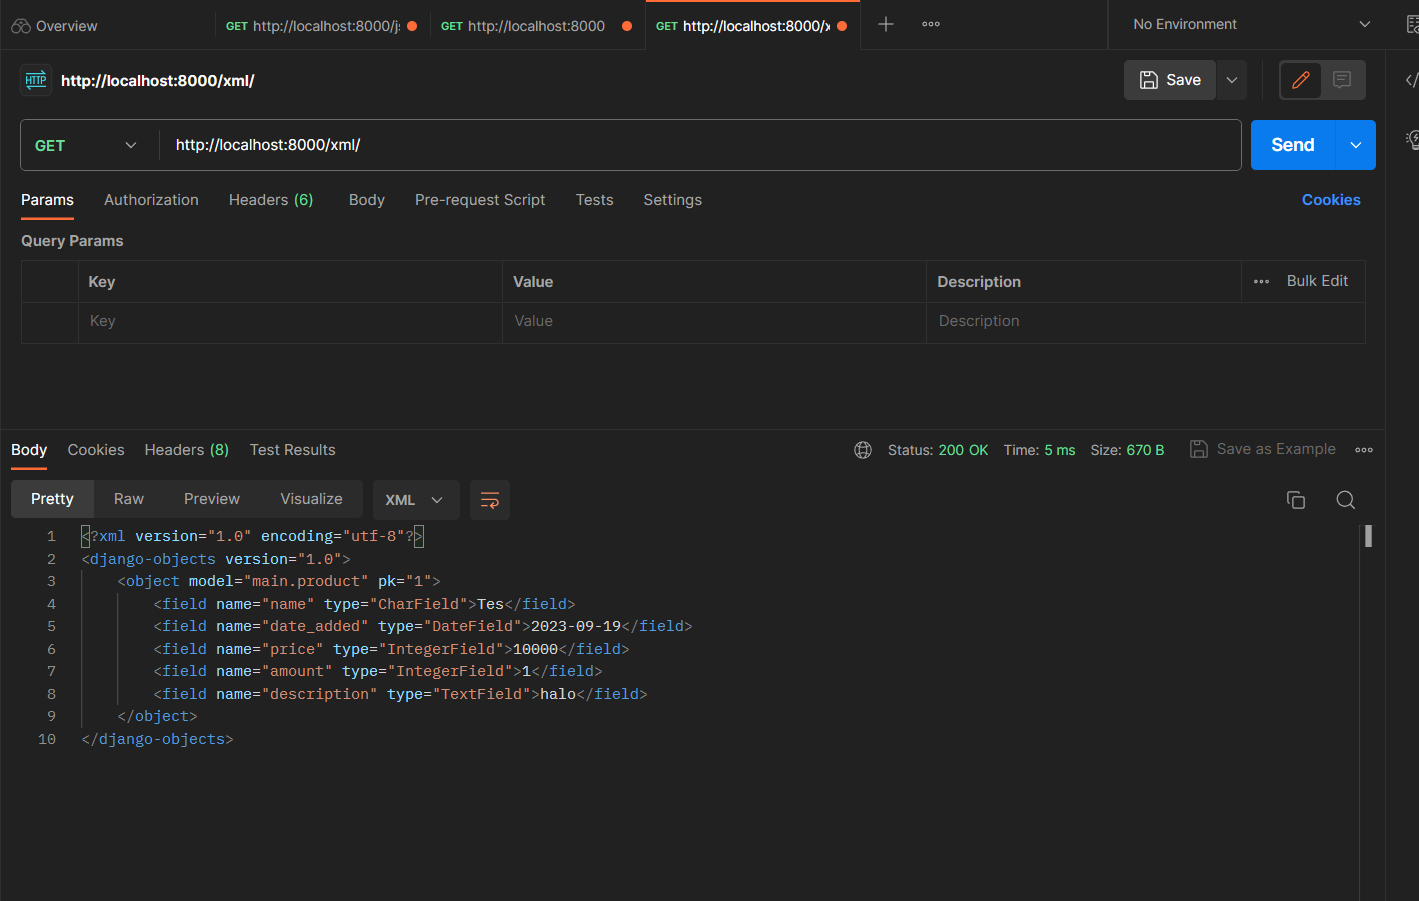 Overview
GET http://localhost:8000/js
GET http://localhost:8000
GET http://localhost:8000/x
No Environment
HTTP http://localhost:8000/xml/
Save
GET http://localhost:8000/xml/
Send
Params Authorization Headers (6) Body Pre-request Script Tests Settings Cookies
Query Params
Key Value Description Bulk Edit
Key Value Description
Body Cookies Headers (8) Test Results Status: 200 OK Time: 5 ms Size: 670 B Save as Example
Pretty Raw Preview Visualize XML
1 <?xml version="1.0" encoding="utf-8"?>
2 <django-objects version="1.0">
3 <object model="main.product" pk="1">
4 <field name="name" type="CharField">Tes</field>
5 <field name="date_added" type="DateField">2023-09-19</field>
6 <field name="price" type="IntegerField">10000</field>
7 <field name="amount" type="IntegerField">1</field>
8 <field name="description" type="TextField">halo</field>
9 </object>
10 </django-objects>